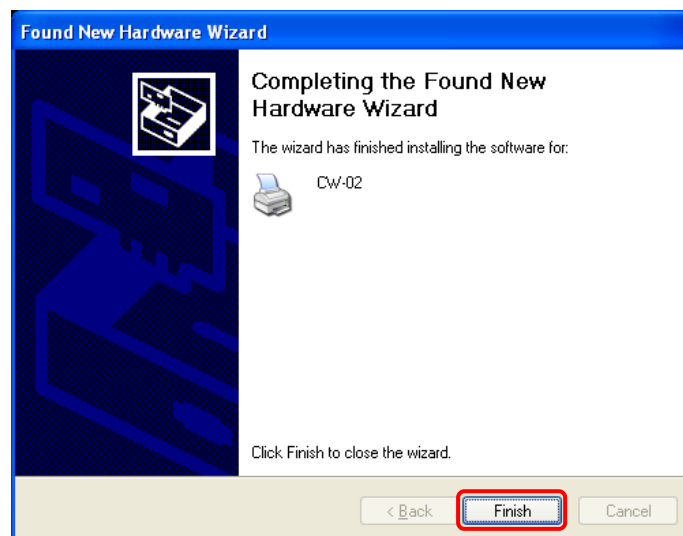 Found New Hardware Wizard
Completing the Found New
Hardware Wizard
The wizard has finished installing the software for:
CW-02
Click Finish to close the wizard.
< Back
Finish
Cancel